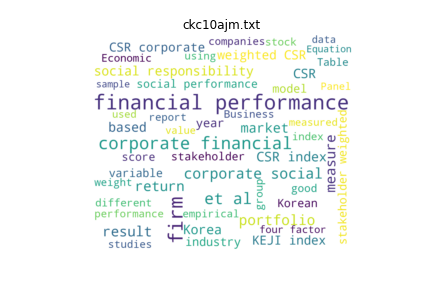 ckc10ajm.txt
companies stock data
CSR corporate Equation
Economic using weighted CSR Table
social responsibility CSR
sample social performance model Panel
financial performance
used report Business measured
based year market value index
corporate financial
score stakeholder CSR index measure
variable corporate social stakeholder weighted
weight return group good
different et al Korean
performance empirical portfolio
result firm Korea four factor
studies industry KEJI index